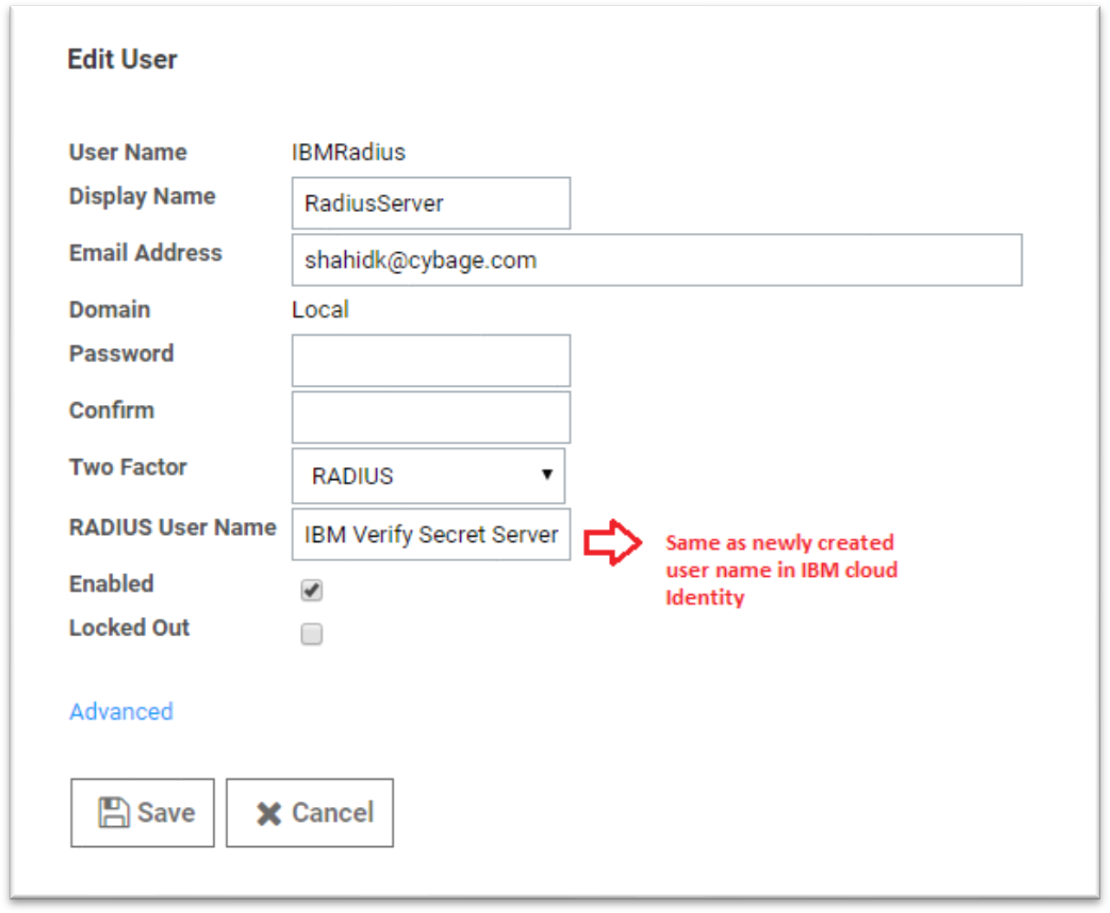 Edit User
User Name IBMRadius
Display Name RadiusServer
Email Address shahidk@cybage.com
Domain Local
Password
Confirm
Two Factor RADIUS
RADIUS User Name IBM Verify Secret Server
Same as newly created
user name in IBM cloud
Identity
Enabled
Locked Out
Advanced
Save Cancel